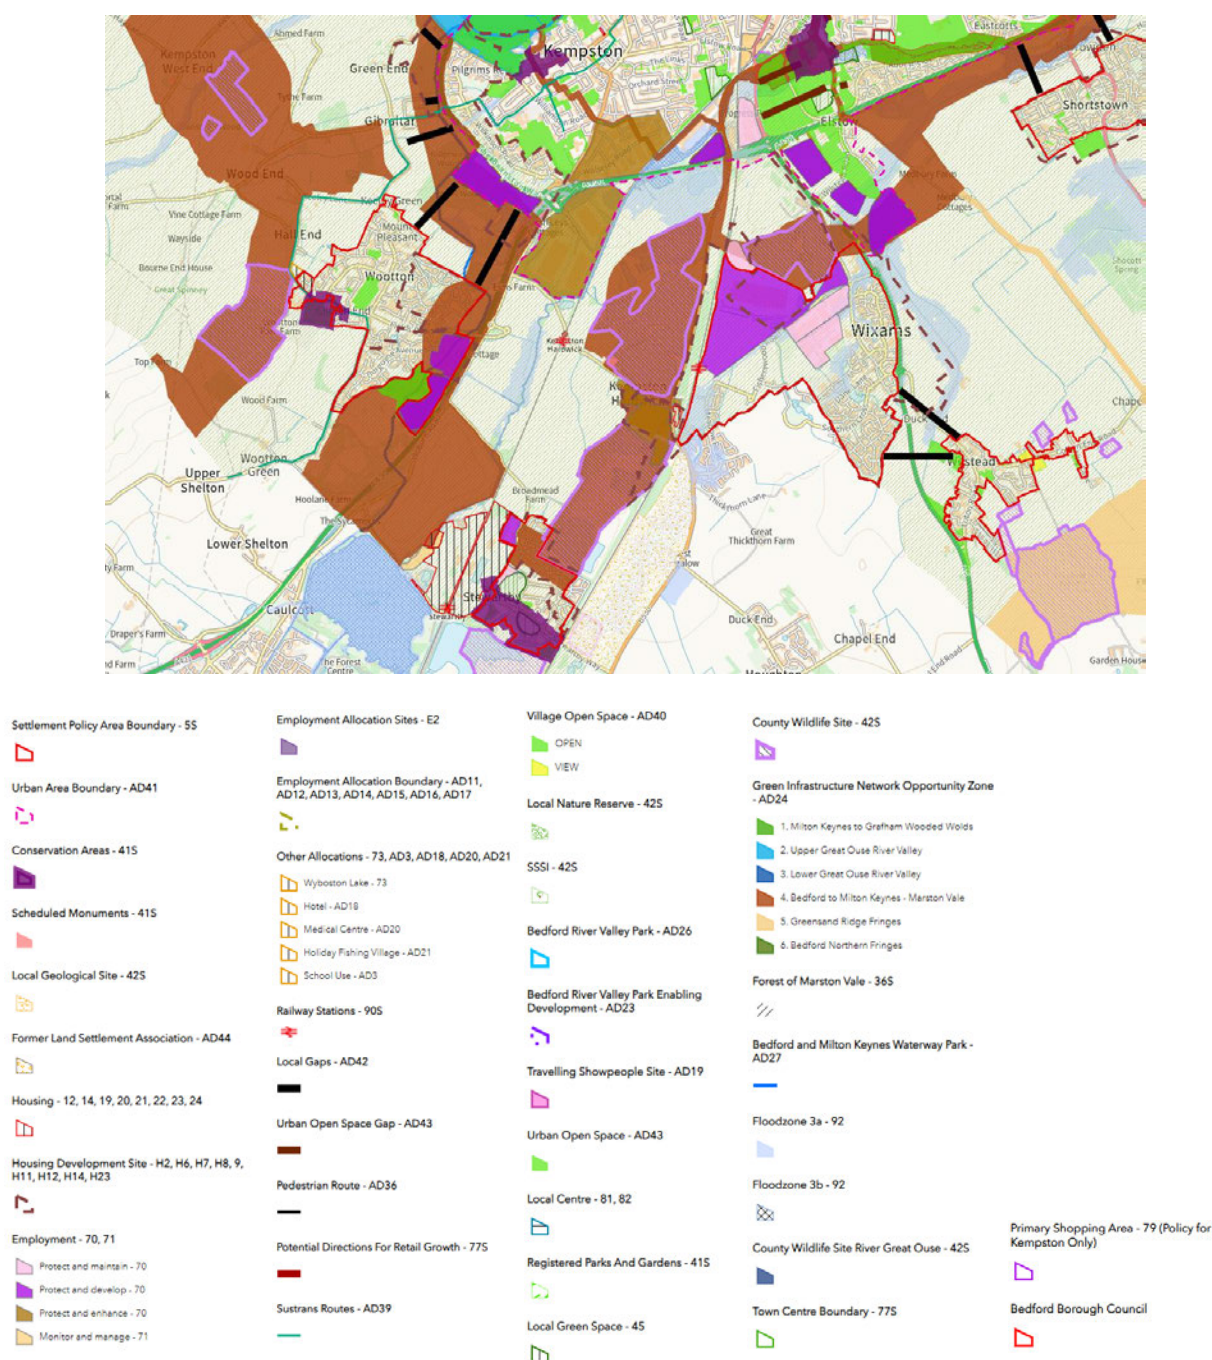 Ahmed Farm
Kempston
West End
Green End
Kempston
Pilgrims
The Links
Orchard Street
Eastcotts
Gibraltar
Elstow
Shortstown
Wood End
Vine Cottage Farm
Wayside
Hall End
Mount
Pleasant
Cottages
Bourne End House
Great Spinney
Wootton
Wixams
Wood Farm
Wootton
Green
Upper
Shelton
Lower Shelton
Broadmead
Farm
Thickthorn Lane
Great
Thickthorn Farm
Caulcott
Stewartby
Stewartby
Duck End
Chapel End
Draper's Farm
The Forest
Centre
Garden House
Settlement Policy Area Boundary - 5S
Urban Area Boundary - AD41
Conservation Areas - 41S
Scheduled Monuments - 41S
Local Geological Site - 42S
Former Land Settlement Association - AD44
Housing - 12, 14, 19, 20, 21, 22, 23, 24
Housing Development Site - H2, H6, H7, H8, 9,
H11, H12, H14, H23
Employment - 70, 71
Protect and maintain - 70
Protect and develop - 70
Protect and enhance - 70
Monitor and manage - 71
Employment Allocation Sites - E2
Employment Allocation Boundary - AD11,
AD12, AD13, AD14, AD15, AD16, AD17
Other Allocations - 73, AD3, AD18, AD20, AD21
Wyboston Lake - 73
Hotel - AD18
Medical Centre - AD20
Holiday Fishing Village - AD21
School Use - AD3
Railway Stations - 90S
Local Gaps - AD42
Urban Open Space Gap - AD43
Pedestrian Route - AD36
Potential Directions For Retail Growth - 77S
Sustrans Routes - AD39
Village Open Space - AD40
OPEN
VIEW
Local Nature Reserve - 42S
SSSI - 42S
Bedford River Valley Park - AD26
Bedford River Valley Park Enabling
Development - AD23
Travelling Showpeople Site - AD19
Urban Open Space - AD43
Local Centre - 81, 82
Registered Parks And Gardens - 41S
Local Green Space - 45
County Wildlife Site - 42S
Green Infrastructure Network Opportunity Zone
- AD24
1. Milton Keynes to Grafham Wooded Wolds
2. Upper Great Ouse River Valley
3. Lower Great Ouse River Valley
4. Bedford to Milton Keynes - Marston Vale
5. Greensand Ridge Fringes
6. Bedford Northern Fringes
Forest of Marston Vale - 36S
Bedford and Milton Keynes Waterway Park -
AD27
Floodzone 3a - 92
Floodzone 3b - 92
County Wildlife Site River Great Ouse - 42S
Town Centre Boundary - 77S
Primary Shopping Area - 79 (Policy for
Kempston Only)
Bedford Borough Council